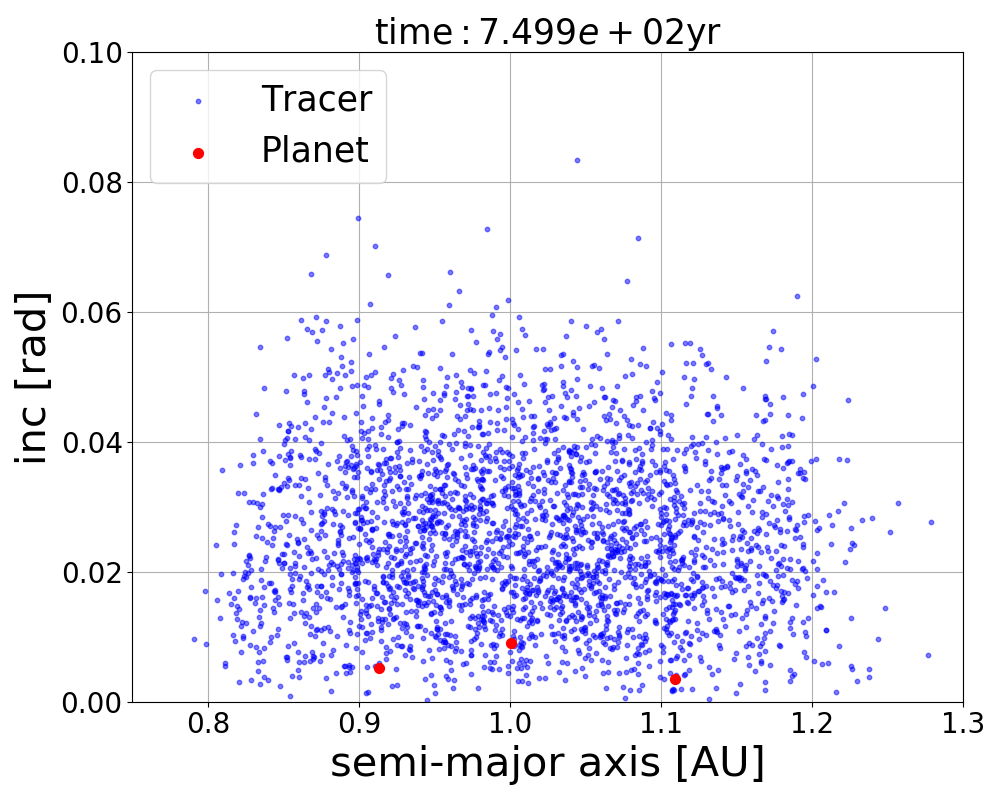 time : 7.499e + 02yr
0.10
0.08
0.06
0.04
0.02
0.00
inc [rad]
Tracer
Planet
0.8 0.9 1.0 1.1 1.2 1.3
semi-major axis [AU]